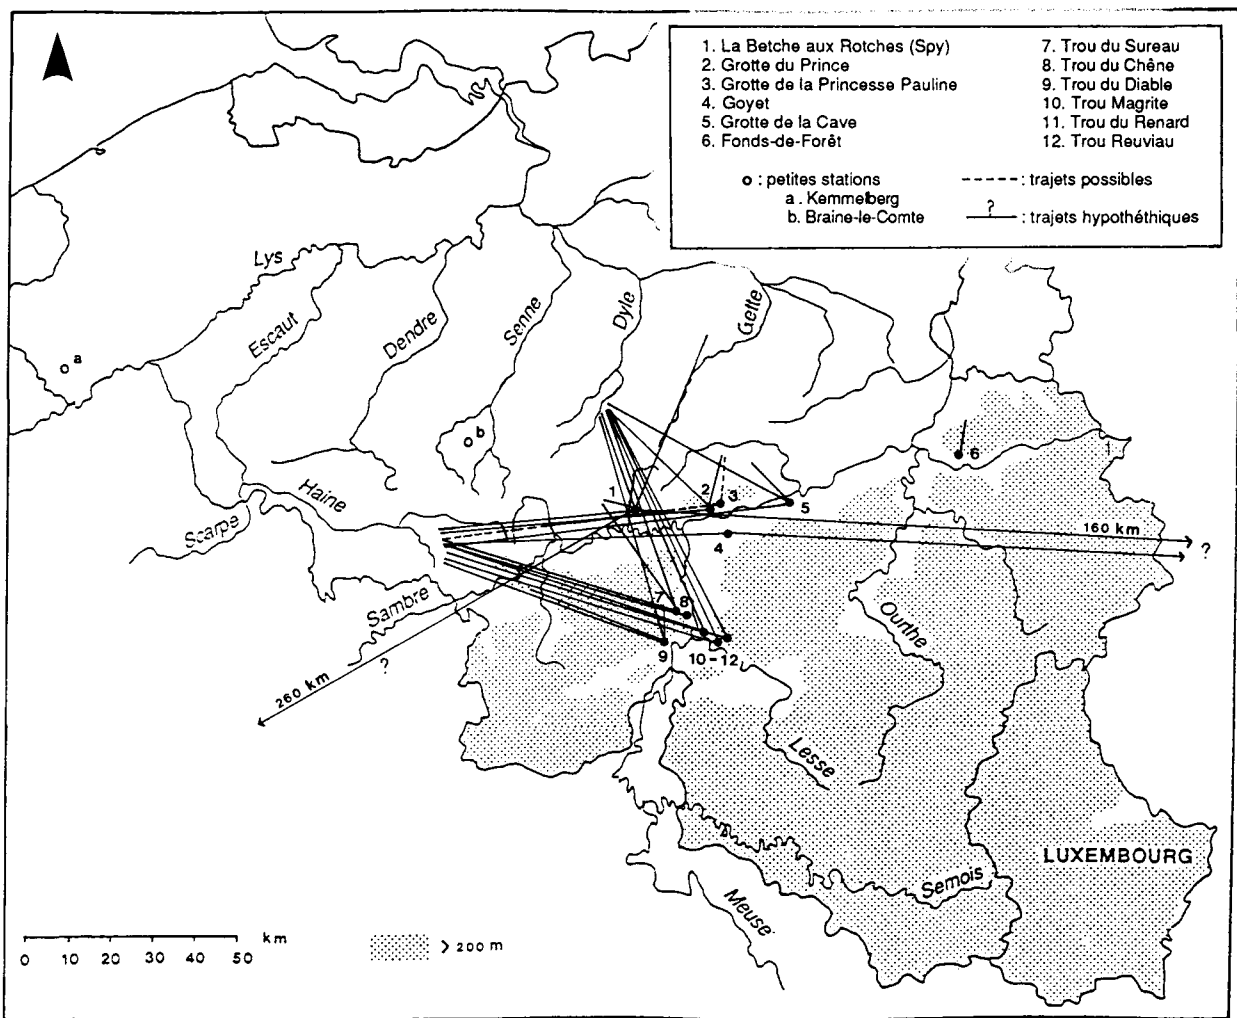 1. La Betche aux Rotches (Spy)
2 Grotte du Prince
3 Grotte de la Princesse Pauline
4 Goyet
5 Grotte de la Cave
6 Fonds-de-Forêt
7. Trou du Sureau
8. Trou du Chêne
9. Trou du Diable
10. Trou Magrite
11. Trou du Renard
12. Trou Reuviau
o : petites stations
a . Kemmelberg
b. Braine-le-Comte
----- : trajets possibles
? : trajets hypothéthiques
Lys
Escaut
Dendre
Senne
Dyle
Gette
a
b
Haine
Scarpe
Sambre
1
2
3
4
5
6
7
8
9
10-12
160 km
?
260 km
?
Ourthe
Lesse
LUXEMBOURG
Semois
Meuse
km
0 10 20 30 40 50
> 200 m